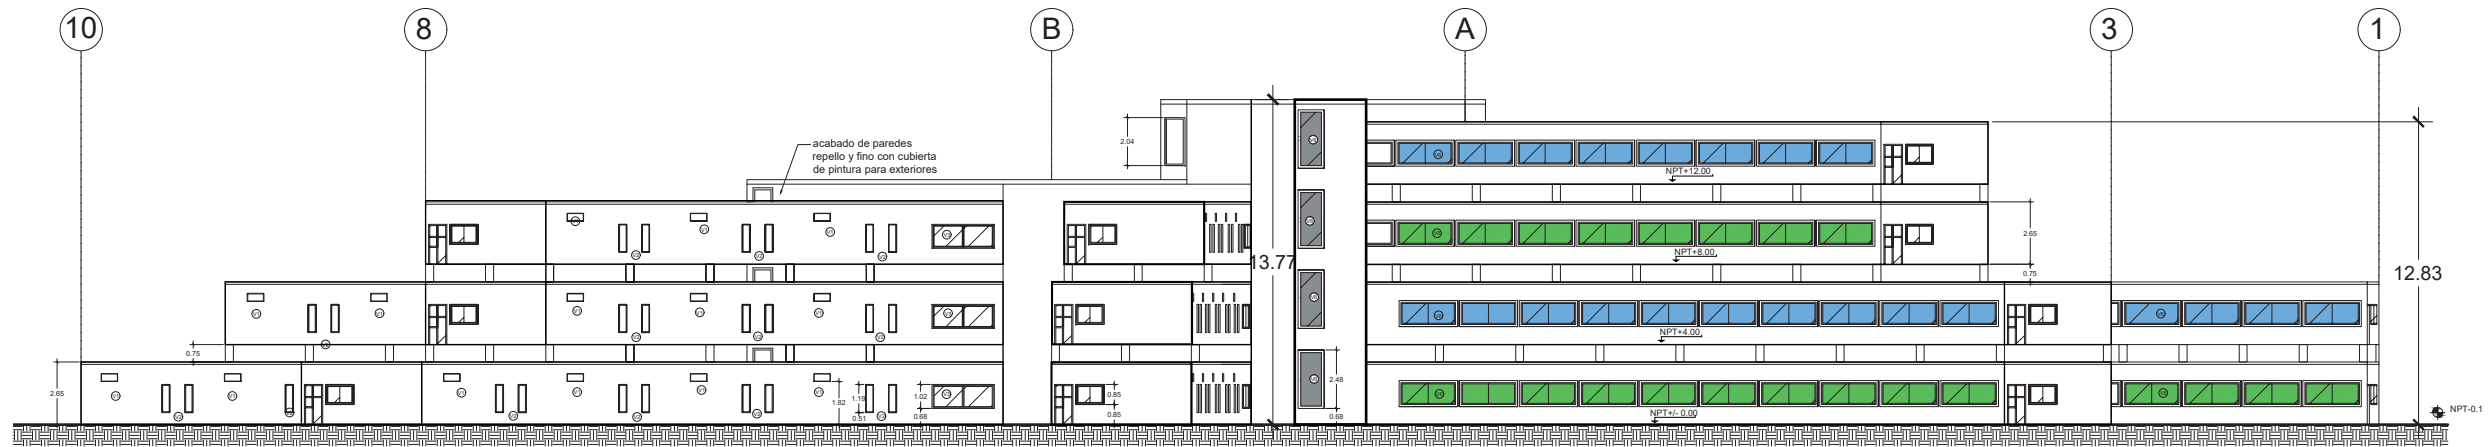 10
8
B
A
3
1
acabado de paredes
repello y fino con cubierta
de pintura para exteriores
2.04
NPT+12.00
NPT+8.00
NPT+4.00
NPT+/- 0.00
13.77
12.83
2.65
0.75
0.75
2.65
1.82
1.19
0.51
1.02
0.68
0.85
0.85
2.48
0.68
NPT-0.1
V1
V2
V3